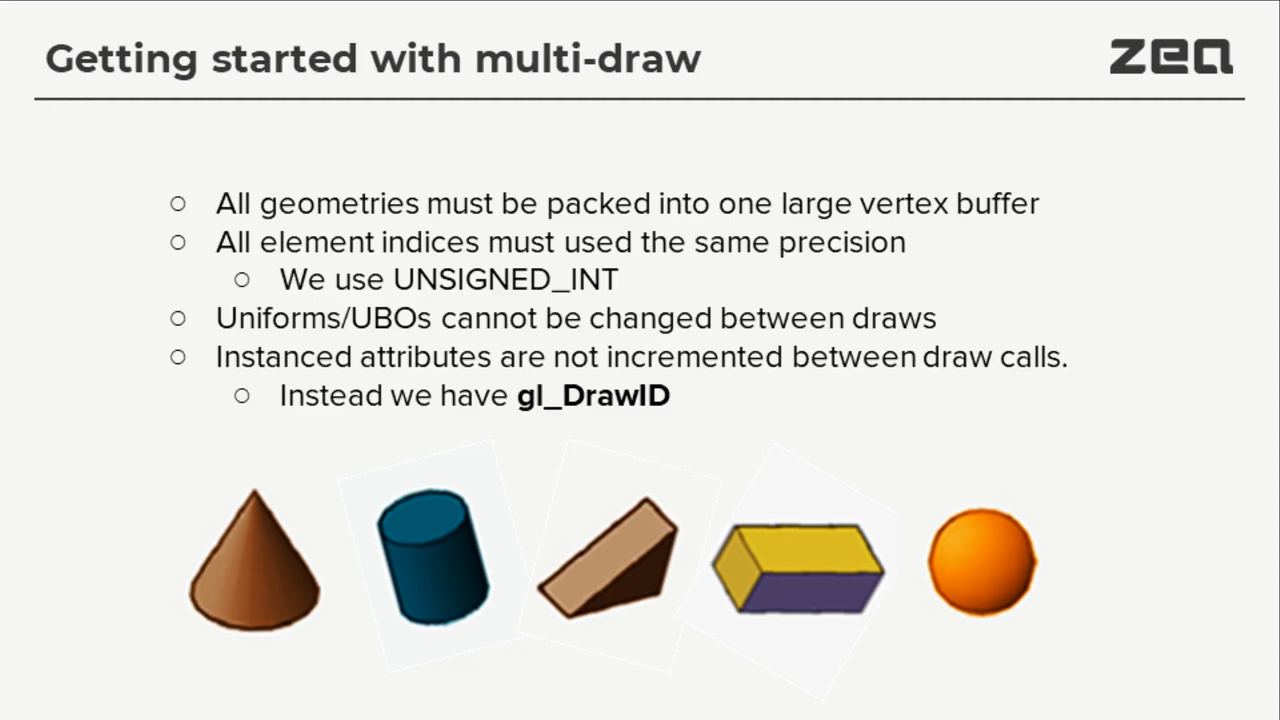 Getting started with multi-draw
zea
○ All geometries must be packed into one large vertex buffer
○ All element indices must used the same precision
○ We use UNSIGNED_INT
○ Uniforms/UBOs cannot be changed between draws
○ Instanced attributes are not incremented between draw calls.
○ Instead we have gl_DrawID